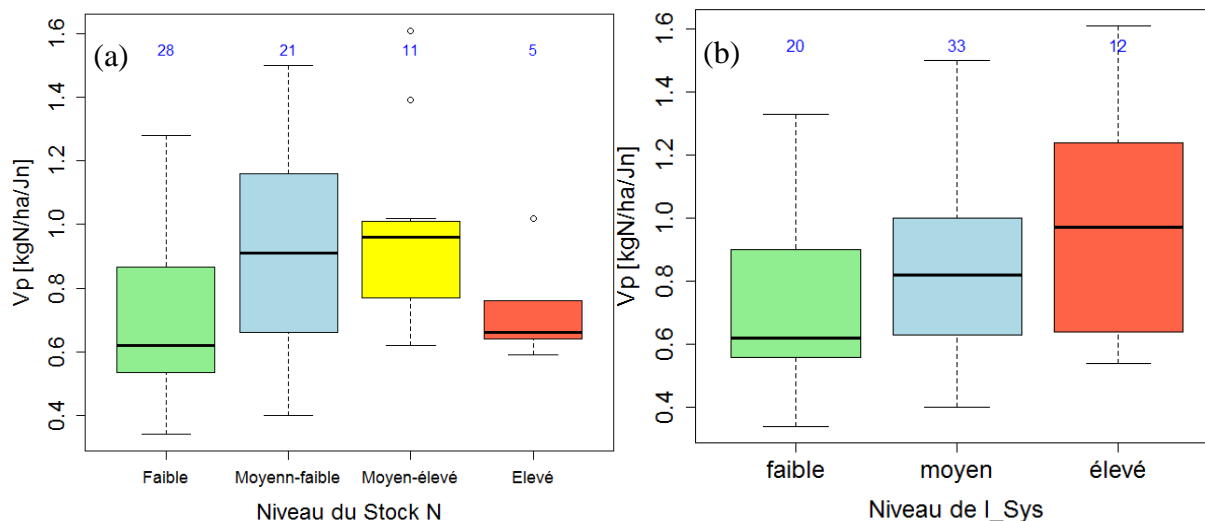 (a)
28 21 11 5
Vp [kgN/ha/Jn]
1.6
1.4
1.2
1.0
0.8
0.6
0.4
Faible Moyenn-faible Moyen-élevé Elevé
Niveau du Stock N
(b)
20 33 12
Vp [kgN/ha/Jn]
1.6
1.4
1.2
1.0
0.8
0.6
0.4
faible moyen élevé
Niveau de I_Sys